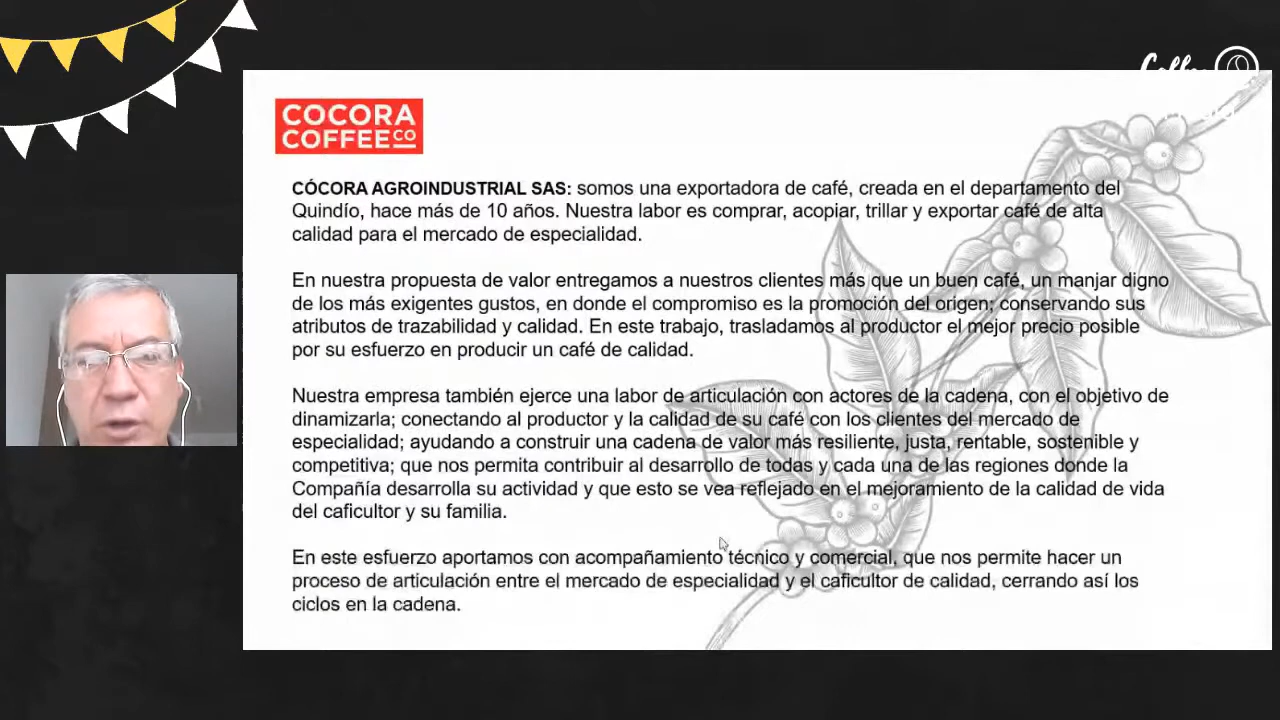 Coffee
COCORA
COFFEE CO
CÓCORA AGROINDUSTRIAL SAS: somos una exportadora de café, creada en el departamento del
Quindío, hace más de 10 años. Nuestra labor es comprar, acopiar, trillar y exportar café de alta
calidad para el mercado de especialidad.
En nuestra propuesta de valor entregamos a nuestros clientes más que un buen café, un manjar digno
de los más exigentes gustos, en donde el compromiso es la promoción del origen; conservando sus
atributos de trazabilidad y calidad. En este trabajo, trasladamos al productor el mejor precio posible
por su esfuerzo en producir un café de calidad.
Nuestra empresa también ejerce una labor de articulación con actores de la cadena, con el objetivo de
dinamizarla; conectando al productor y la calidad de su café con los clientes del mercado de
especialidad; ayudando a construir una cadena de valor más resiliente, justa, rentable, sostenible y
competitiva; que nos permita contribuir al desarrollo de todas y cada una de las regiones donde la
Compañía desarrolla su actividad y que esto se vea reflejado en el mejoramiento de la calidad de vida
del caficultor y su familia.
En este esfuerzo aportamos con acompañamiento técnico y comercial, que nos permite hacer un
proceso de articulación entre el mercado de especialidad y el caficultor de calidad, cerrando así los
ciclos en la cadena.